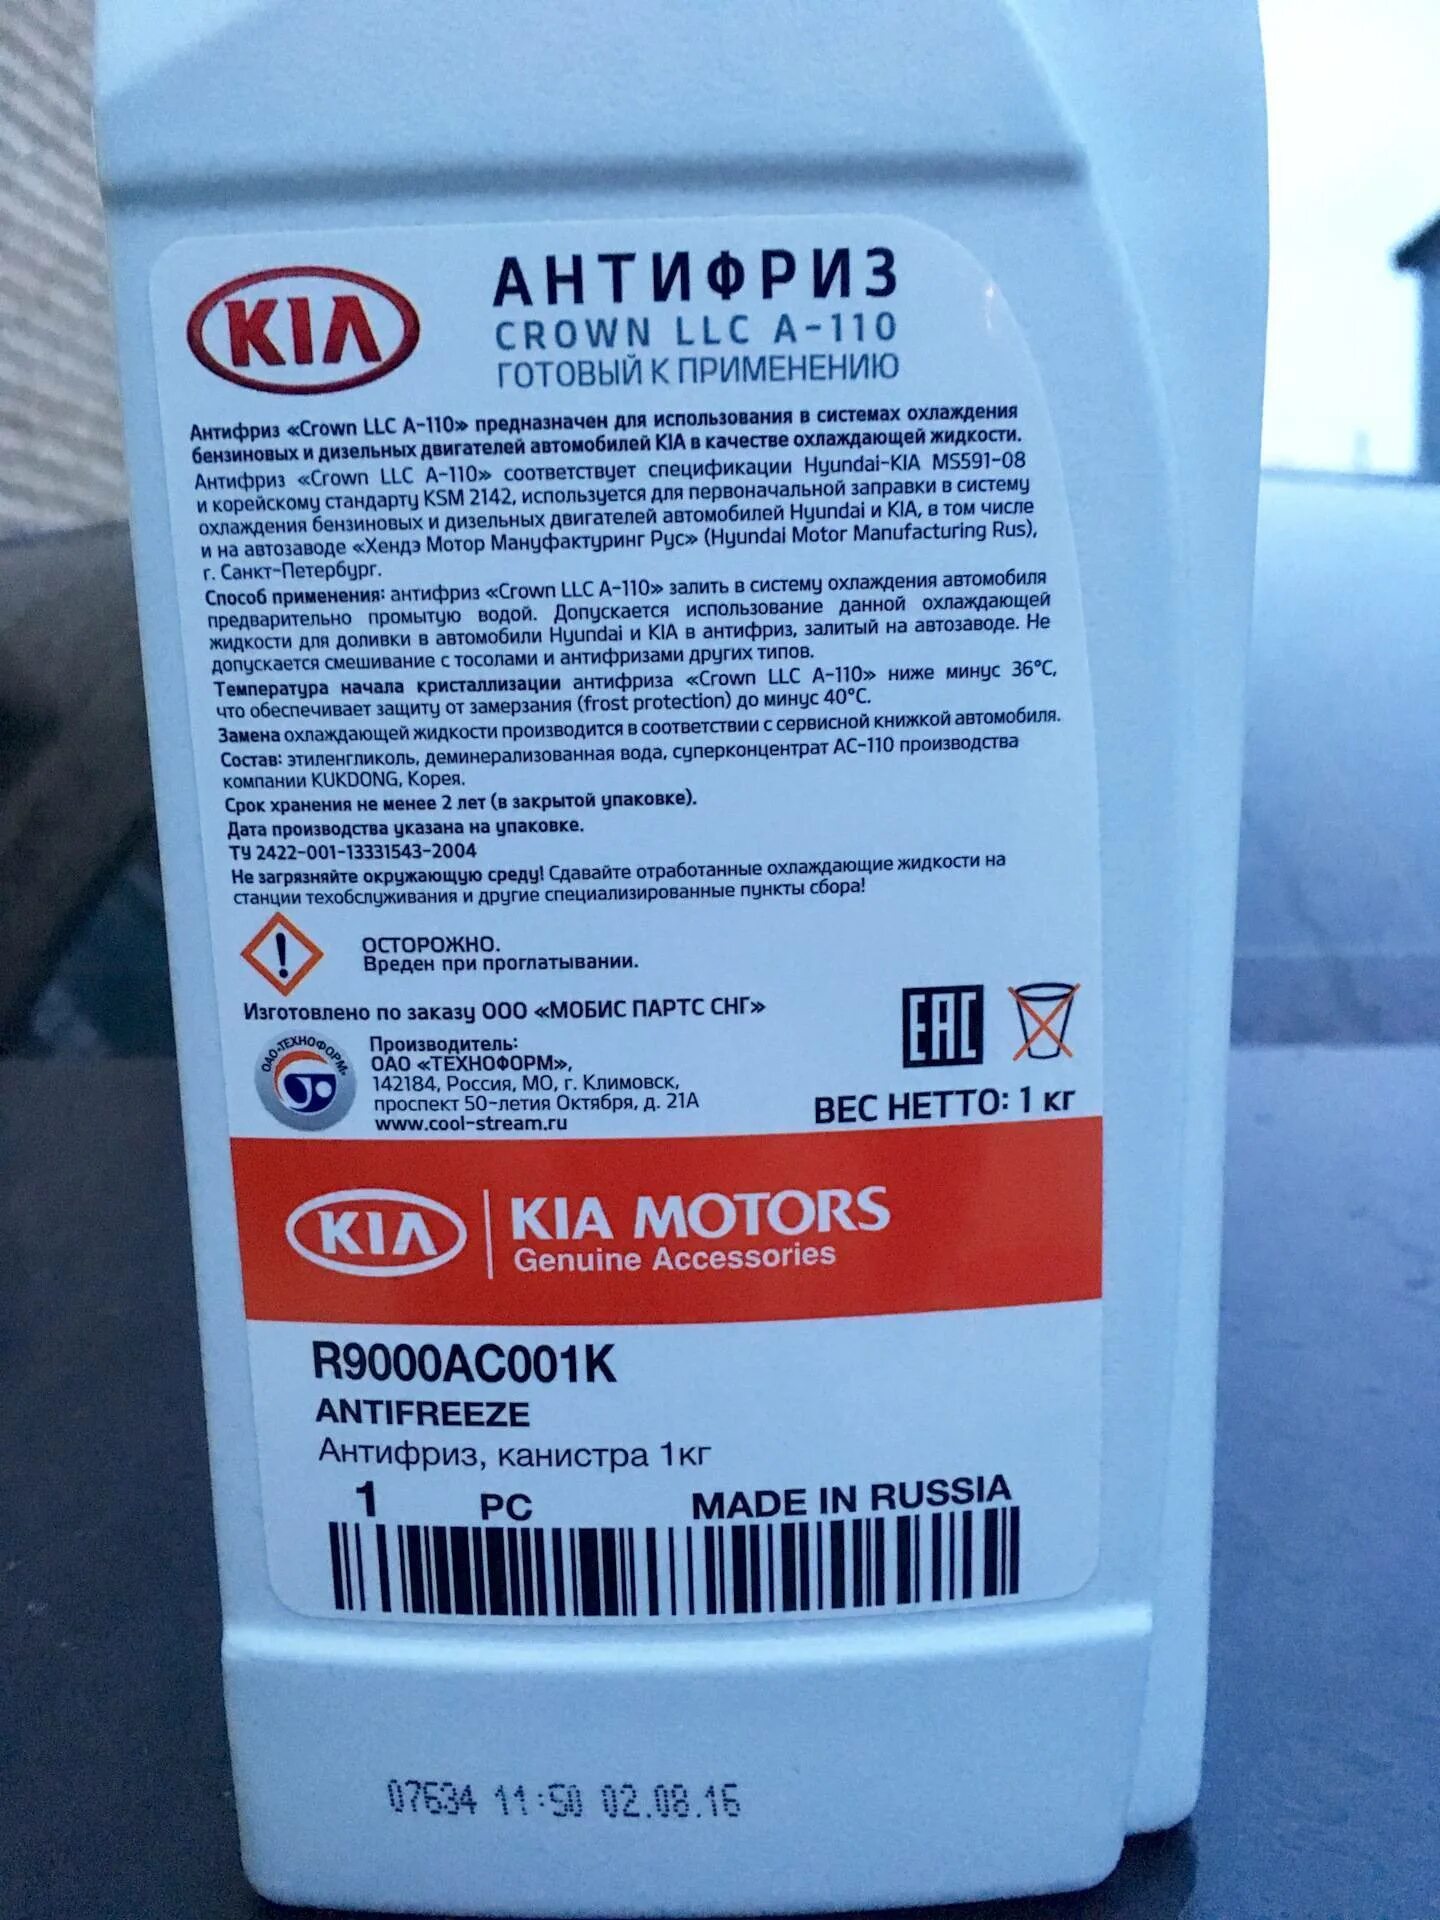 KIA
АНТИФРИЗ
CROWN LLC A-110
ГОТОВЫЙ К ПРИМЕНЕНИЮ
Антифриз «Crown LLC A-110» предназначен для использования в системах охлаждения
бензиновых и дизельных двигателей автомобилей KIA в качестве охлаждающей жидкости.
Антифриз «Crown LLC A-110» соответствует спецификации Hyundai-KIA MS591-08
и корейскому стандарту KSM 2142, используется для первоначальной заправки в систему
охлаждения бензиновых и дизельных двигателей автомобилей Hyundai и KIA, в том числе
и на автозаводе «Хендэ Мотор Мануфактуринг Рус» (Hyundai Motor Manufacturing Rus),
г. Санкт-Петербург.
Способ применения: антифриз «Crown LLC A-110» залить в систему охлаждения автомобиля
предварительно промытую водой. Допускается использование данной охлаждающей
жидкости для доливки в автомобили Hyundai и KIA в антифриз, залитый на автозаводе. Не
допускается смешивание с тосолами и антифризами других типов.
Температура начала кристаллизации антифриза «Crown LLC A-110» ниже минус 36°С,
что обеспечивает защиту от замерзания (frost protection) до минус 40°С.
Замена охлаждающей жидкости производится в соответствии с сервисной книжкой автомобиля.
Состав: этиленгликоль, деминерализованная вода, суперконцентрат АС-110 производства
компании KUKDONG, Корея.
Срок хранения не менее 2 лет (в закрытой упаковке).
Дата производства указана на упаковке.
ТУ 2422-001-13331543-2004
Не загрязняйте окружающую среду! Сдавайте отработанные охлаждающие жидкости на
станции техобслуживания и другие специализированные пункты сбора!
ОСТОРОЖНО.
Вреден при проглатывании.
Изготовлено по заказу ООО «МОБИС ПАРТС СНГ»
EAC
ОАО«ТЕХНОФОРМ»
Производитель:
ОАО «ТЕХНОФОРМ»,
142184, Россия, МО, г. Климовск,
проспект 50-летия Октября, д. 21А
www.cool-stream.ru
ВЕС НЕТТО: 1 кг
KIA
KIA MOTORS
Genuine Accessories
R9000AC001K
ANTIFREEZE
Антифриз, канистра 1кг
1 PC MADE IN RUSSIA
07634 11:50 02.08.16